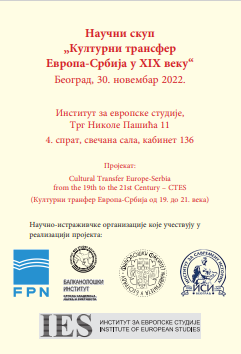 Научни скуп
„Културни трансфер
Европа-Србија у XIX веку“
Београд, 30. новембар 2022.
Институт за европске студије,
Трг Николе Пашића 11
4. спрат, свечана сала, кабинет 136
Пројекат:
Cultural Transfer Europe-Serbia
from the 19th to the 21st Century – CTES
(Културни транфер Европа-Србија од 19. до 21. века)
Научно-истраживачке организације које учествују у
реализацији пројекта:
FPN
БАЛКАНОЛОШКИ
ИНСТИТУТ
ИСИ
IES
ИНСТИТУТ ЗА ЕВРОПСКЕ СТУДИЈЕ
INSTITUTE OF EUROPEAN STUDIES